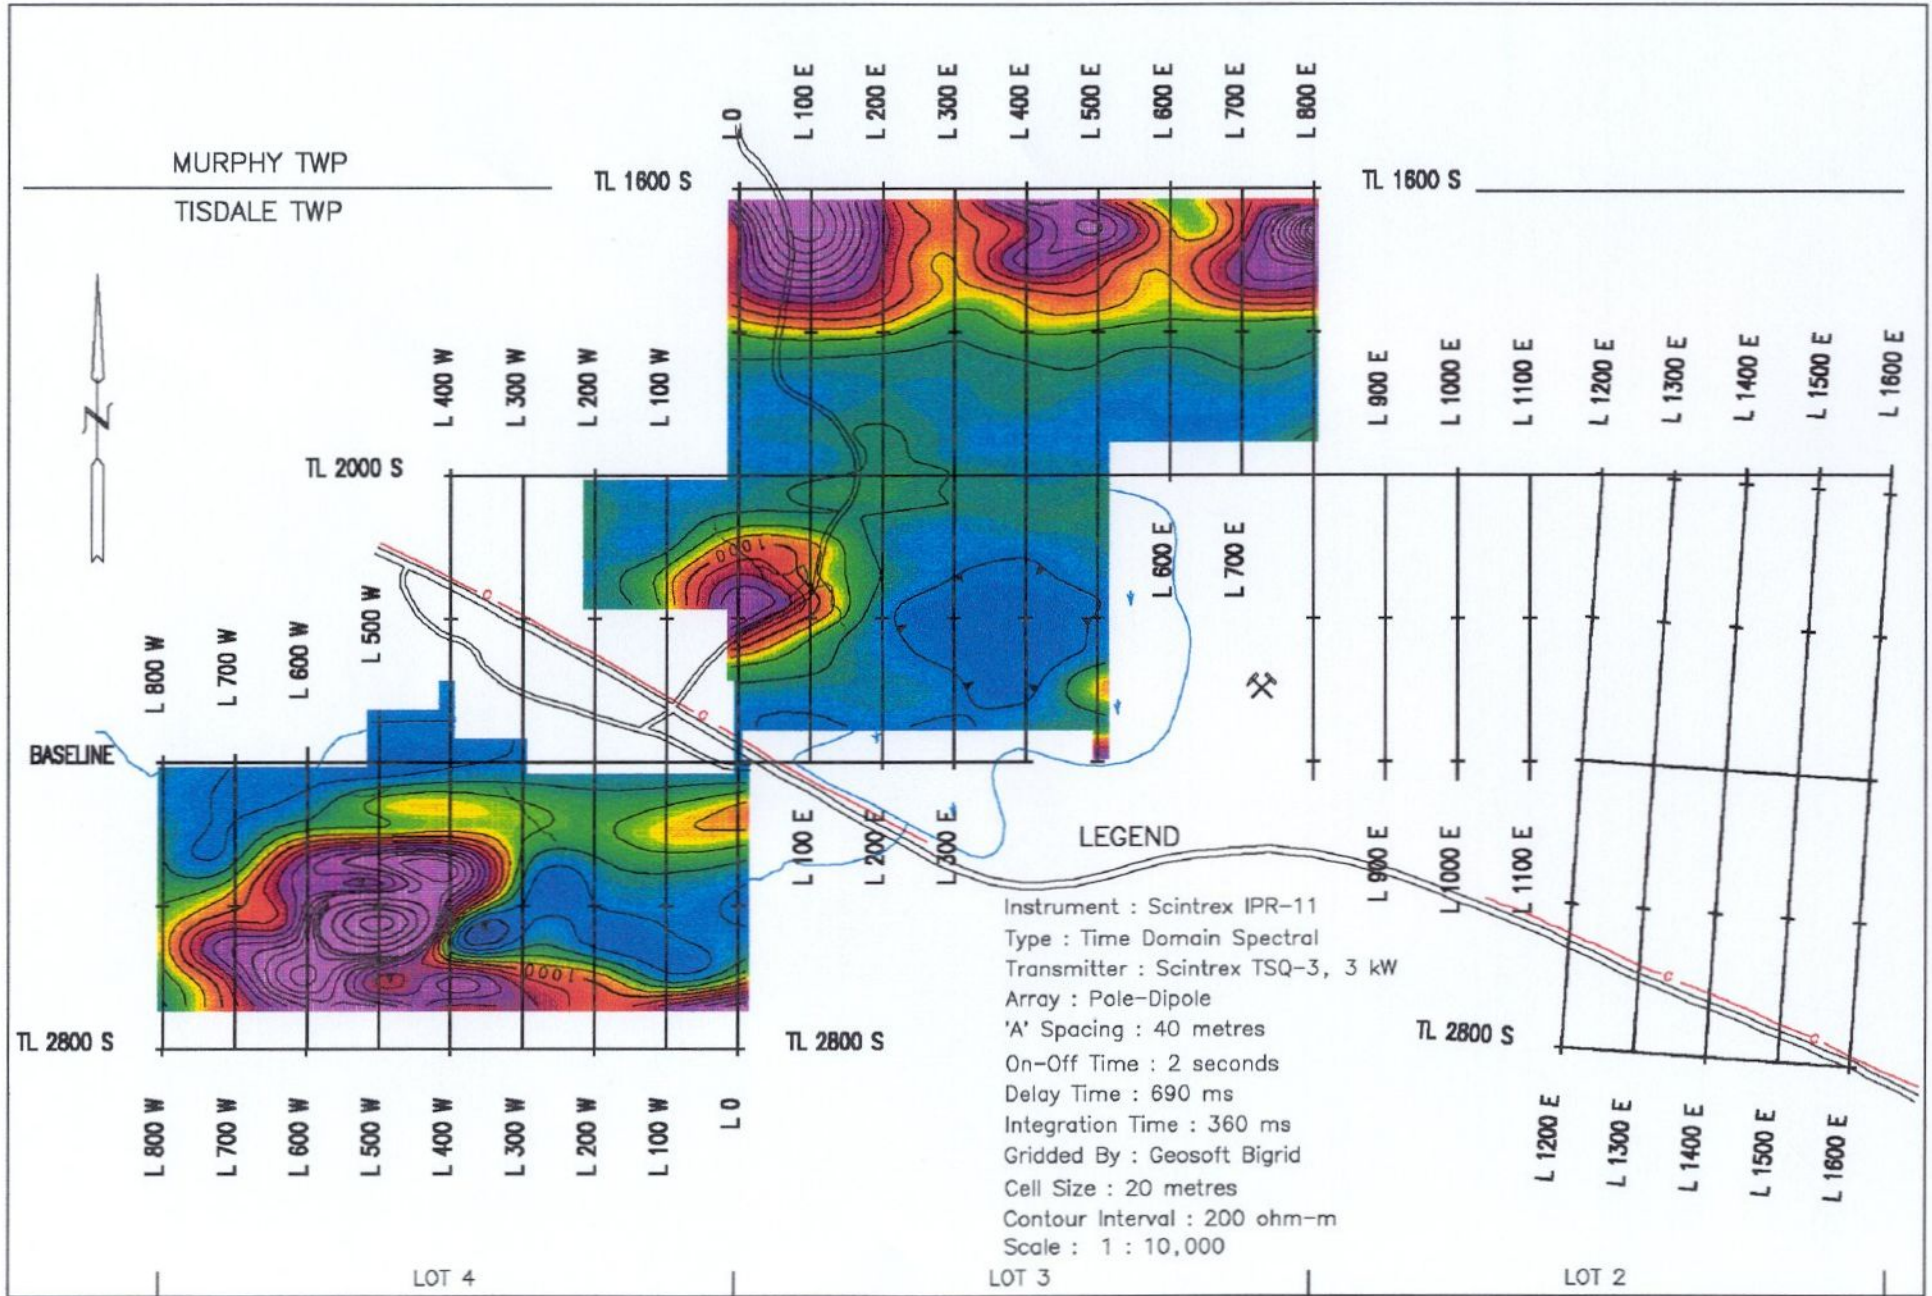 L 0
L 100 E
L 200 E
L 300 E
L 400 E
L 500 E
L 600 E
L 700 E
L 800 E
MURPHY TWP
TISDALE TWP
TL 1600 S
TL 1600 S
N
L 400 W
L 300 W
L 200 W
L 100 W
L 900 E
L 1000 E
L 1100 E
L 1200 E
L 1300 E
L 1400 E
L 1500 E
L 1600 E
TL 2000 S
1000
L 600 E
L 700 E
C
L 800 W
L 700 W
L 600 W
L 500 W
C
BASELINE
L 100 E
L 200 E
L 300 E
LEGEND
L 900 E
L 1000 E
L 1100 E
Instrument : Scintrex IPR-11
Type : Time Domain Spectral
Transmitter : Scintrex TSQ-3, 3 kW
Array : Pole-Dipole
'A' Spacing : 40 metres
On-Off Time : 2 seconds
Delay Time : 690 ms
Integration Time : 360 ms
Gridded By : Geosoft Bigrid
Cell Size : 20 metres
Contour Interval : 200 ohm-m
Scale : 1 : 10,000
1000
C
C
TL 2800 S
TL 2800 S
TL 2800 S
L 800 W
L 700 W
L 600 W
L 500 W
L 400 W
L 300 W
L 200 W
L 100 W
L 0
L 1200 E
L 1300 E
L 1400 E
L 1500 E
L 1600 E
LOT 4
LOT 3
LOT 2